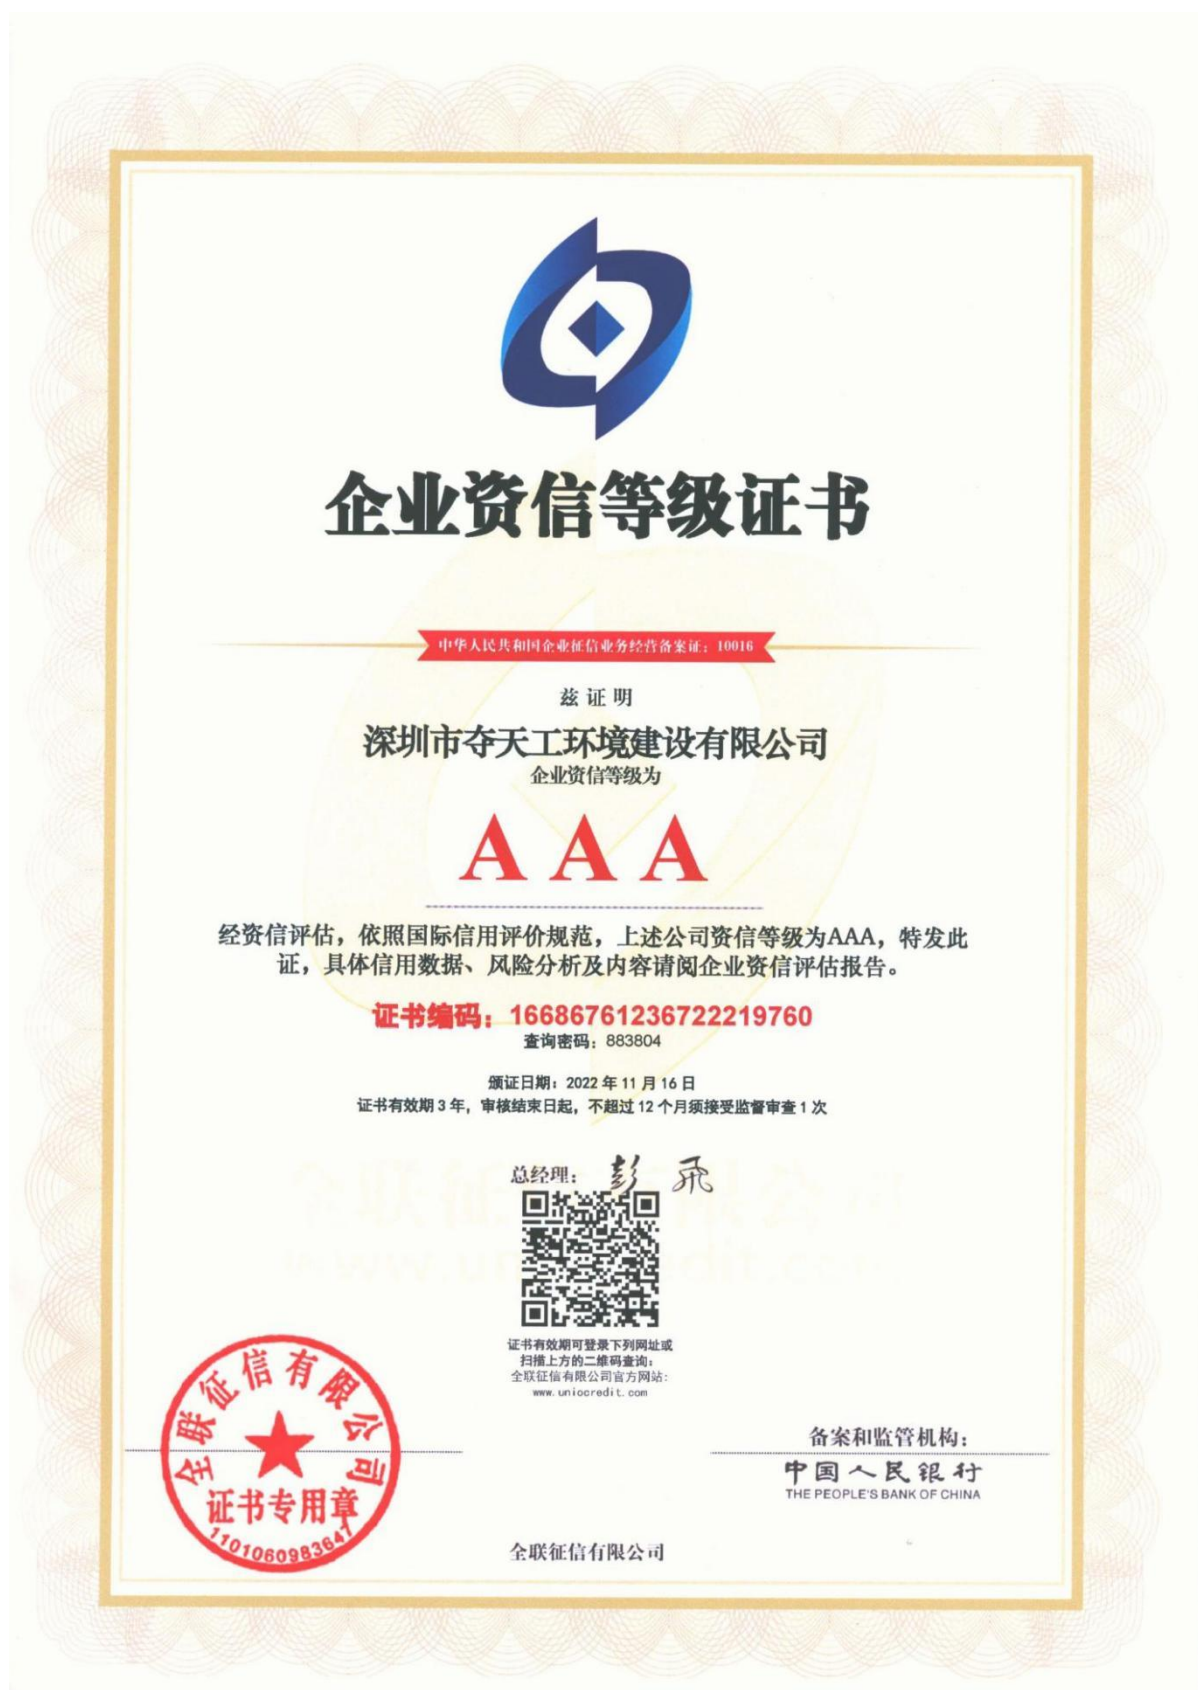 企业资信等级证书
中华人民共和国企业征信业务经营备案证：10016
兹证明
深圳市夺天工环境建设有限公司
企业资信等级为
AAA
经资信评估，依照国际信用评价规范，上述公司资信等级为AAA，特发此
证，具体信用数据、风险分析及内容请阅企业资信评估报告。
证书编码：16686761236722219760
查询密码：883804
颁证日期：2022年11月16日
证书有效期3年，审核结束日起，不超过12个月须接受监督审查1次
总经理：彭飛
证书有效期可登录下列网址或
扫描上方的二维码查询：
全联征信有限公司官方网站：
www.uniocredit.com
全联征信有限公司
证书专用章
1101060983647
备案和监管机构：
中国人民银行
THE PEOPLE'S BANK OF CHINA
全联征信有限公司